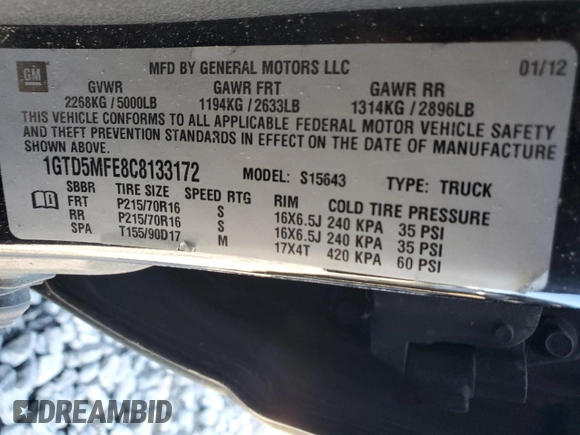 GM
MFD BY GENERAL MOTORS LLC 01/12
GVWR GAWR FRT GAWR RR
2268KG / 5000LB 1194KG / 2633LB 1314KG / 2896LB
THIS VEHICLE CONFORMS TO ALL APPLICABLE FEDERAL MOTOR VEHICLE SAFETY
AND THEFT PREVENTION STANDARDS IN EFFECT ON THE DATE OF MANUFACTURE
SHOWN ABOVE.
1GTD5MFE8C8133172 MODEL: S15643 TYPE: TRUCK
SBBR TIRE SIZE SPEED RTG RIM COLD TIRE PRESSURE
FRT P215/70R16 S 16X6.5J 240 KPA 35 PSI
RR P215/70R16 S 16X6.5J 240 KPA 35 PSI
SPA T155/90D17 M 17X4T 420 KPA 60 PSI
DREAMBID